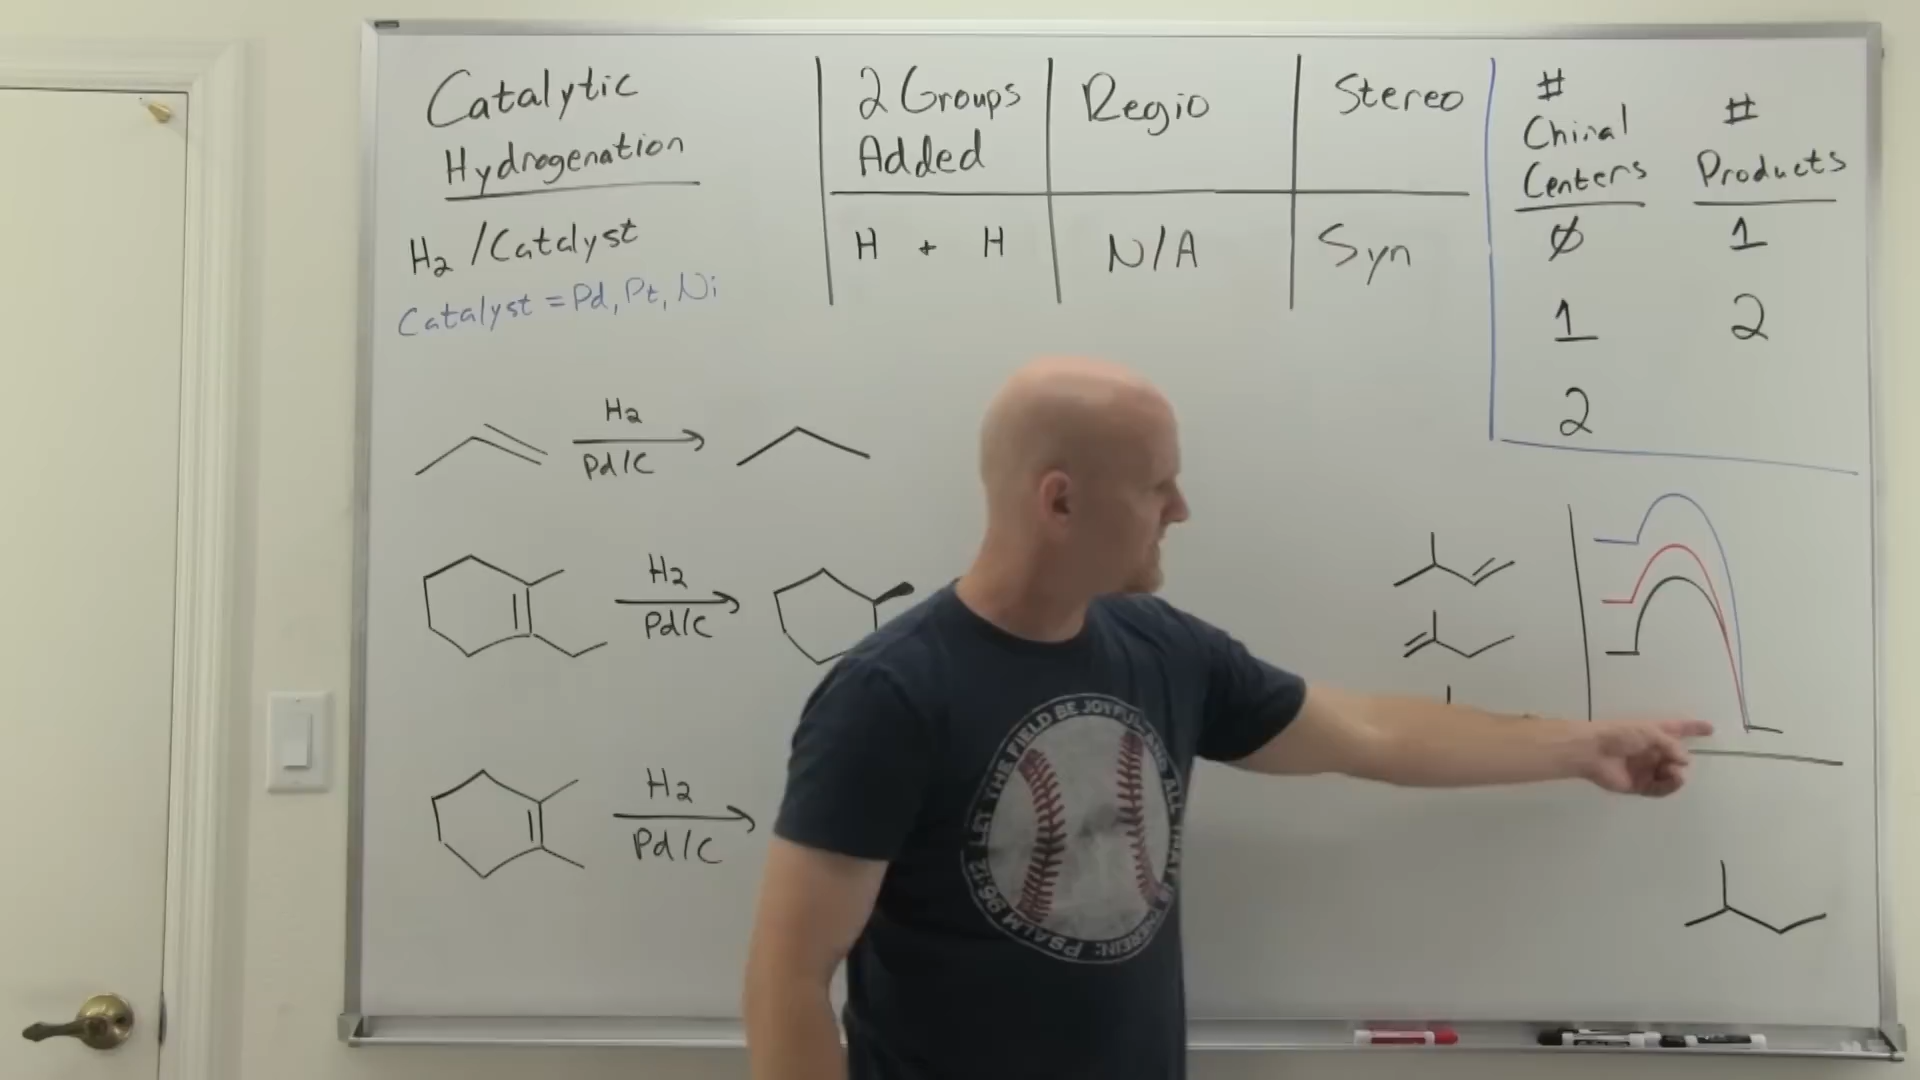 Catalytic
Hydrogenation
H2 /Catalyst
Catalyst = Pd, Pt, Ni
2 Groups
Added
Regio
Stereo
H + H
N/A
Syn
#
Chiral
Centers
#
Products
Ø
1
1
2
2
H2
Pd/C
H2
Pd/C
H2
Pd/C
LET THE FIELD BE JOYFUL AND ALL THAT IS THEREIN: PSALM 96:12